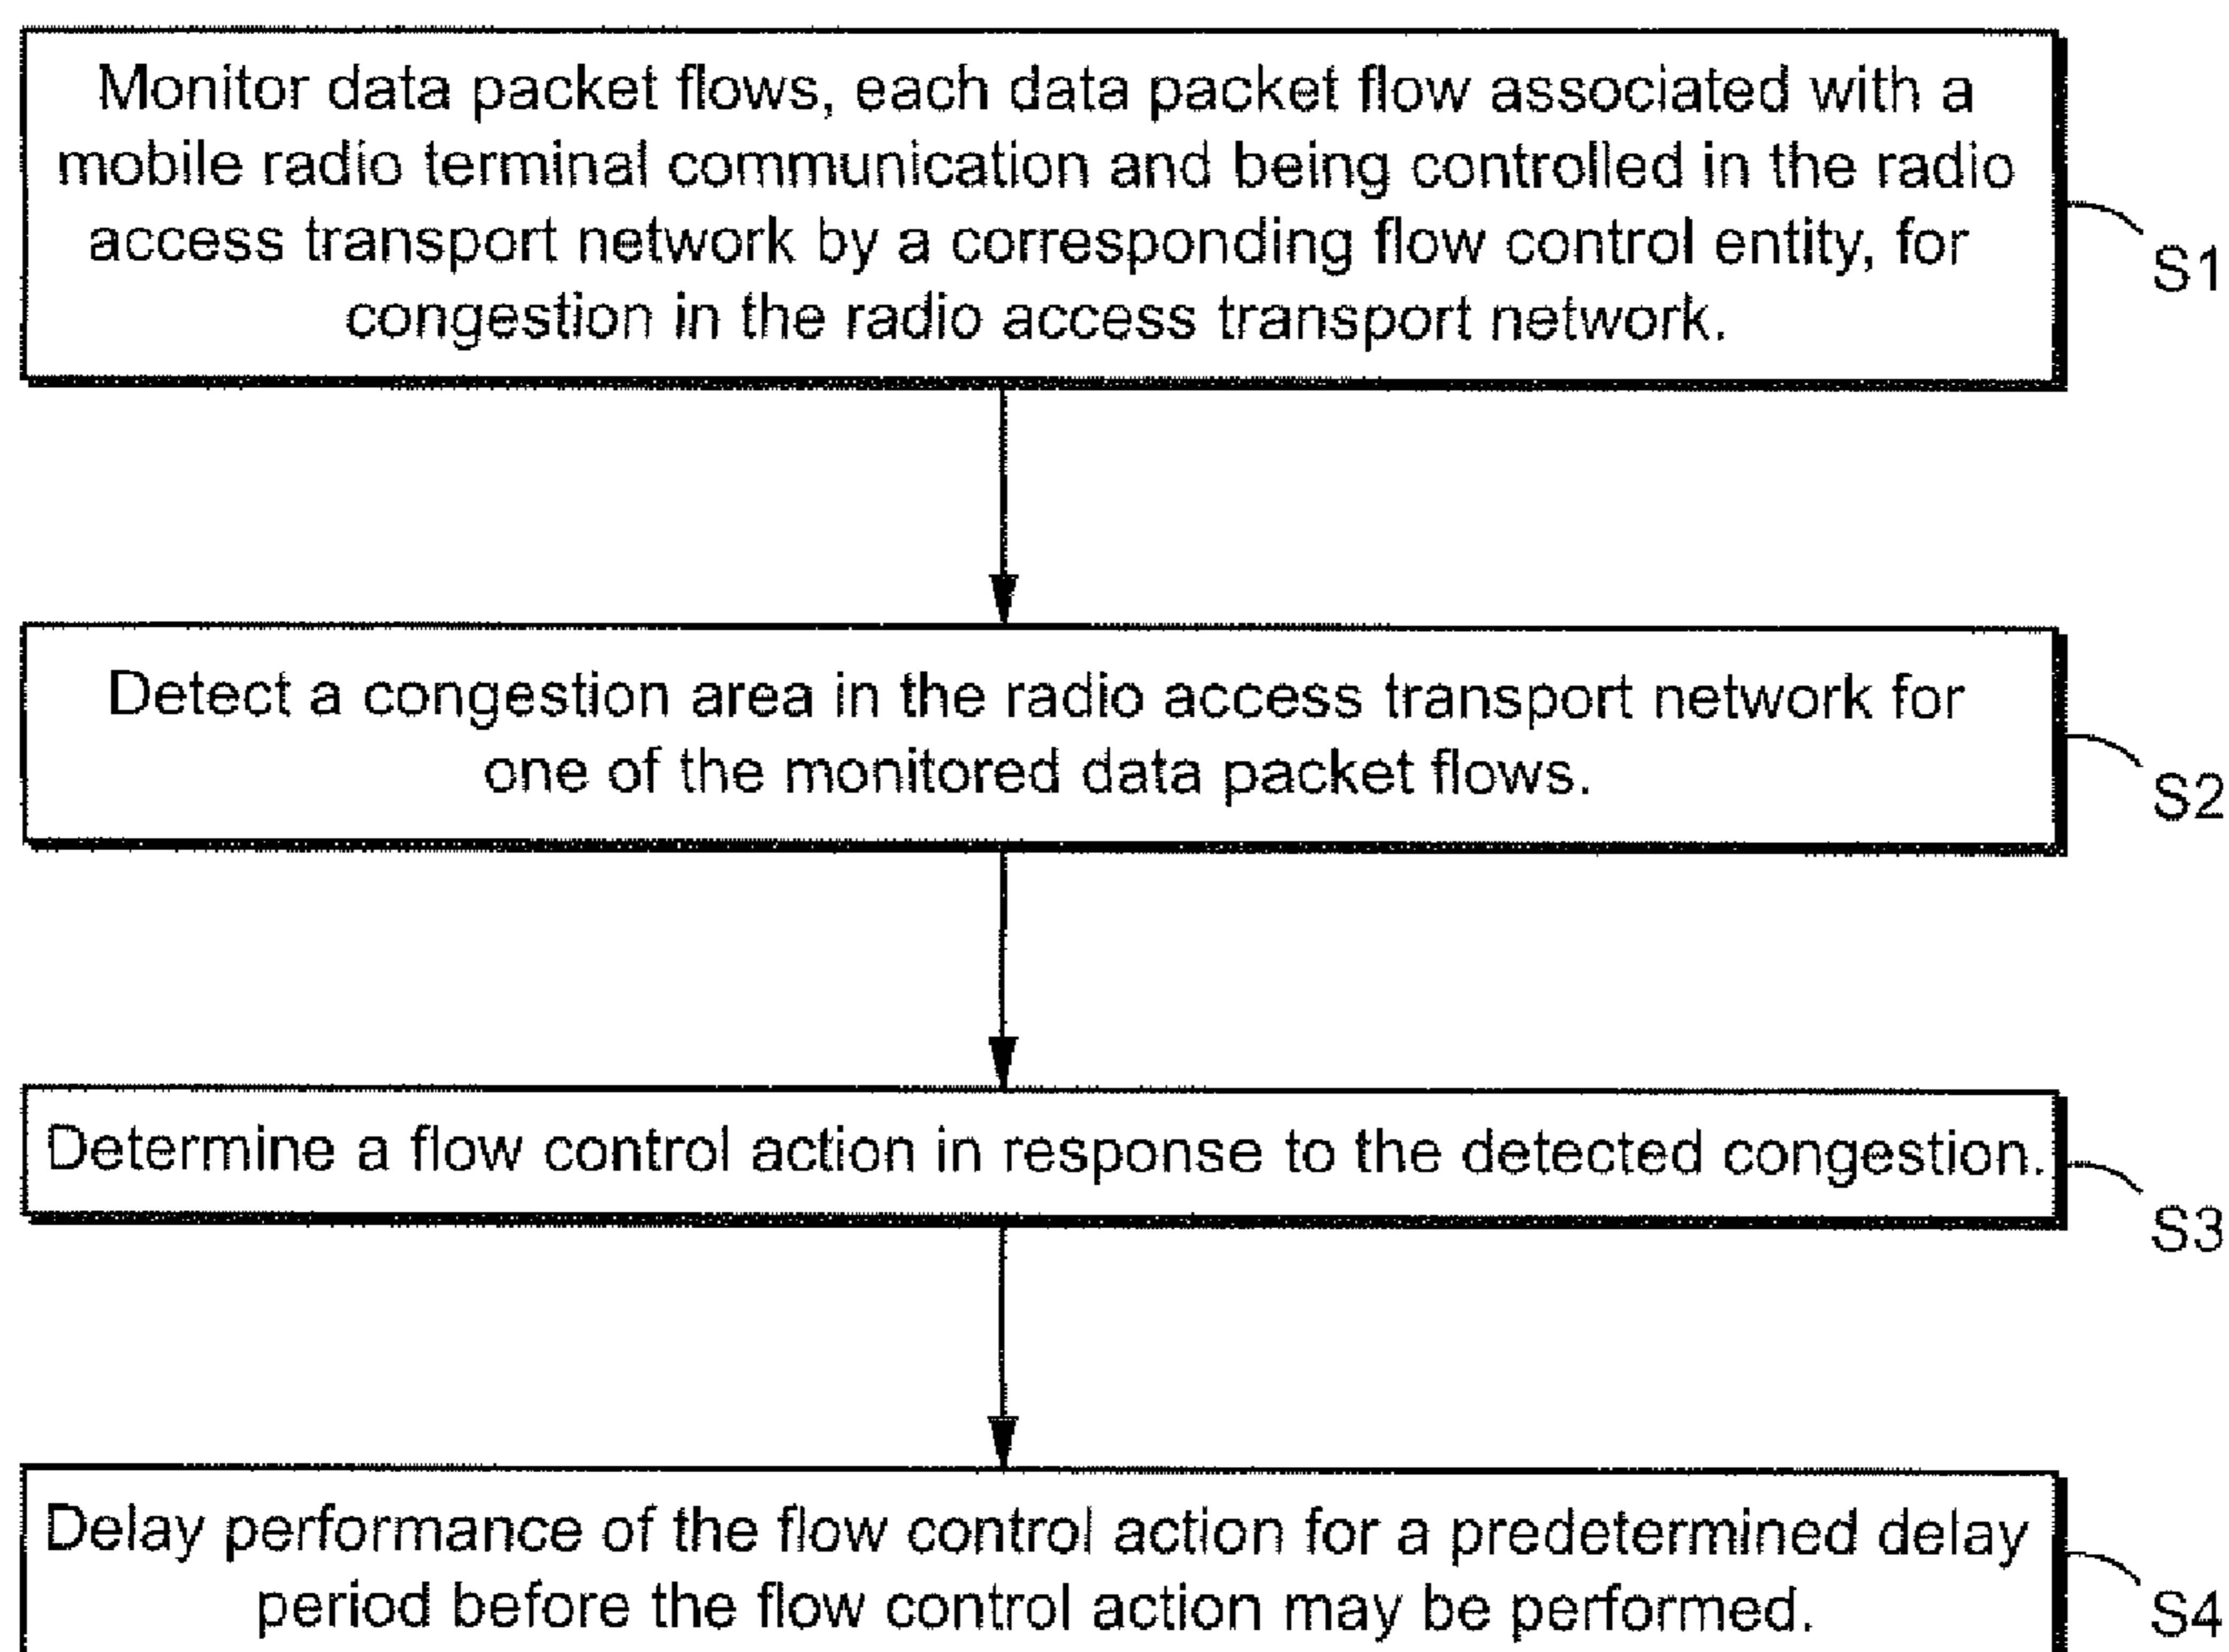 Monitor data packet flows, each data packet flow associated with a
mobile radio terminal communication and being controlled in the radio
access transport network by a corresponding flow control entity, for
congestion in the radio access transport network.
S1
Detect a congestion area in the radio access transport network for
one of the monitored data packet flows.
S2
Determine a flow control action in response to the detected congestion.
S3
Delay performance of the flow control action for a predetermined delay
period before the flow control action may be performed.
S4